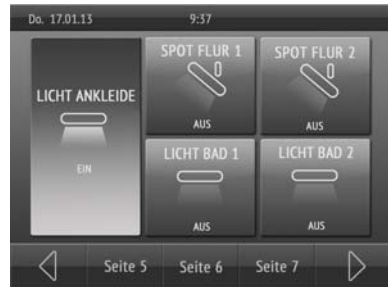 Do. 17.01.13 9:37
LICHT ANKLEIDE
EIN
SPOT FLUR 1
AUS
SPOT FLUR 2
AUS
LICHT BAD 1
AUS
LICHT BAD 2
AUS
Seite 5 Seite 6 Seite 7